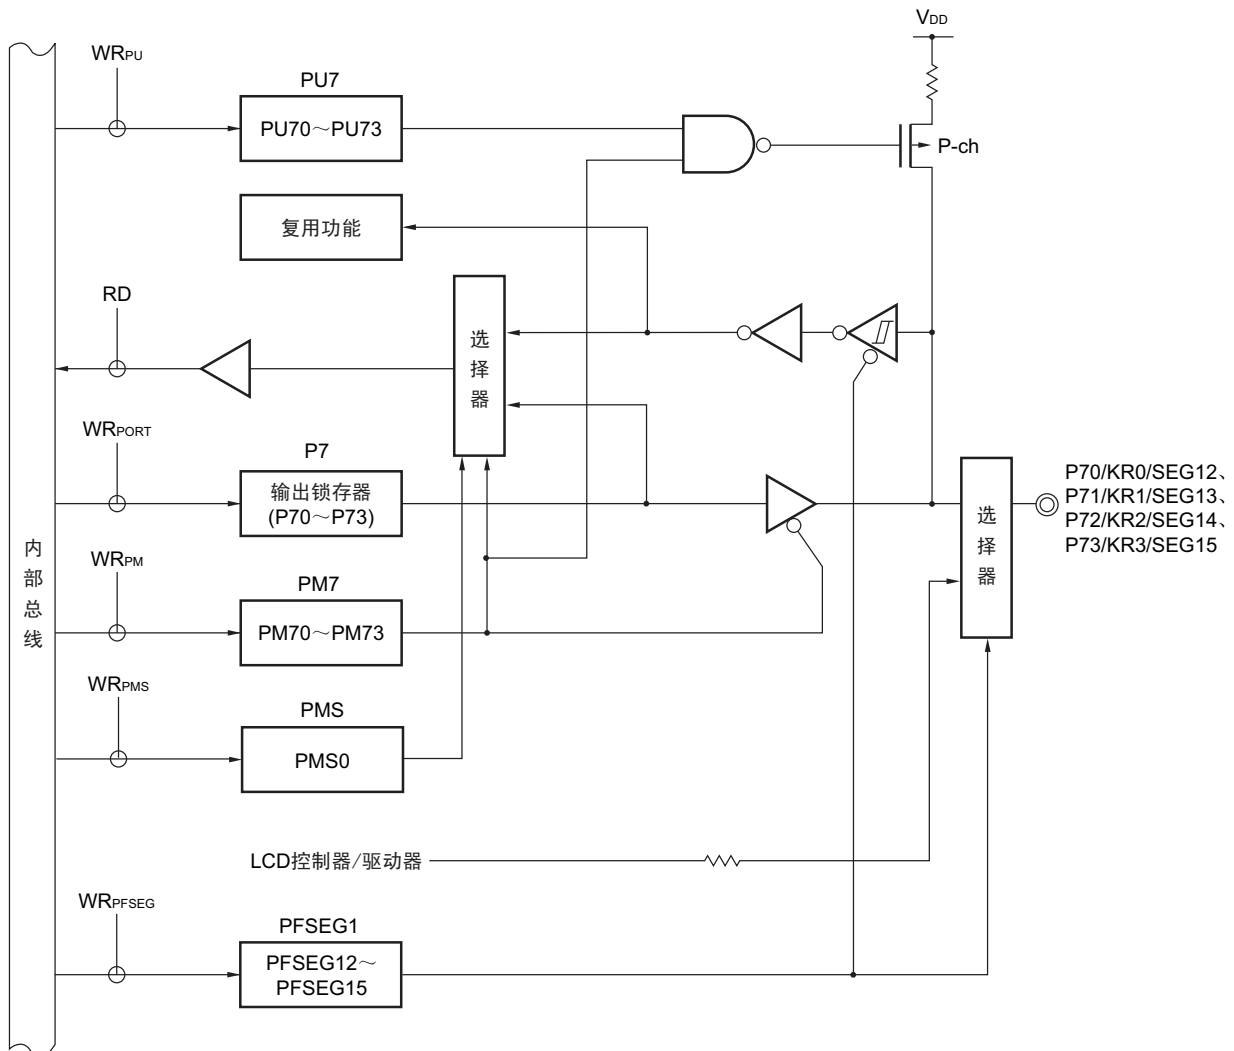 VDD
WRPU
PU7
PU70～PU73
P-ch
复用功能
RD
选择器
WRPORT
P7
输出锁存器
(P70～P73)
P70/KR0/SEG12、
P71/KR1/SEG13、
P72/KR2/SEG14、
P73/KR3/SEG15
选择器
内部总线
WRPM
PM7
PM70～PM73
WRPMS
PMS
PMS0
LCD控制器/驱动器
WRPFSEG
PFSEG1
PFSEG12～
PFSEG15